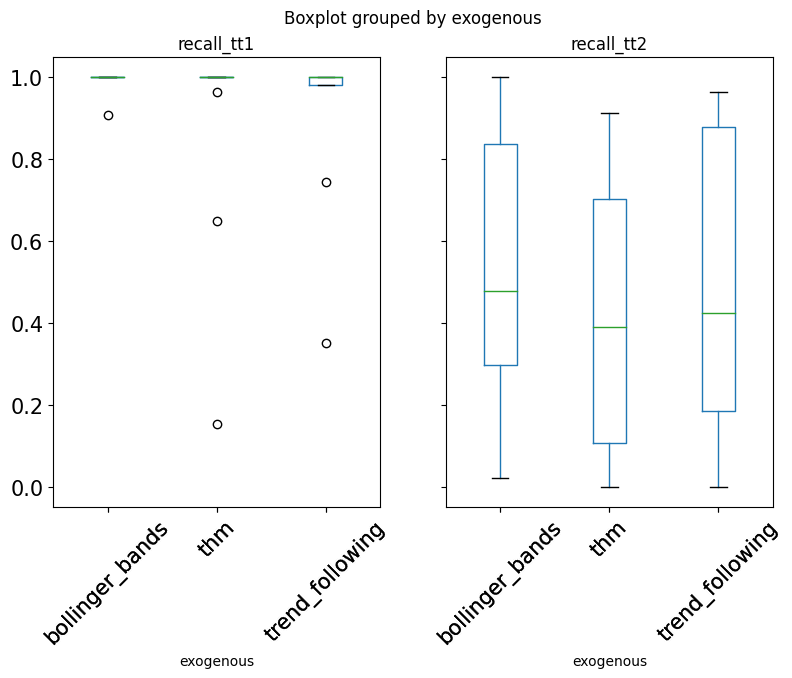 Boxplot grouped by exogenous
recall_tt1
recall_tt2
1.0
0.8
0.6
0.4
0.2
0.0
bollinger_bands
thm
trend_following
bollinger_bands
thm
trend_following
exogenous
exogenous